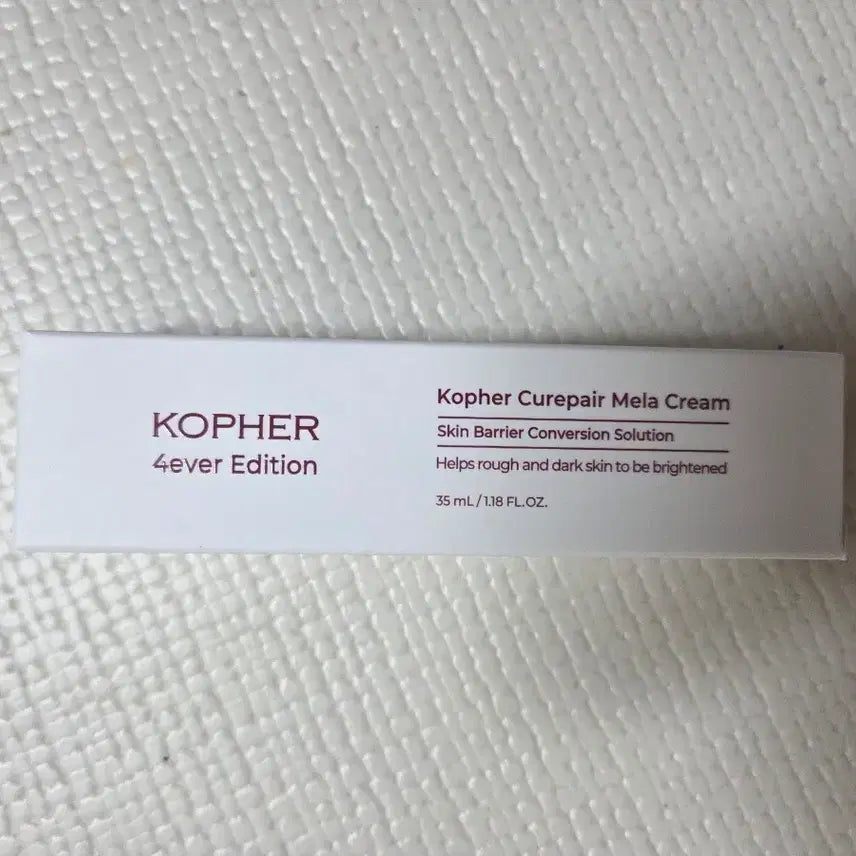 KOPHER
4ever Edition
Kopher Curepair Mela Cream
Skin Barrier Conversion Solution
Helps rough and dark skin to be brightened
35 mL / 1.18 FL.OZ.